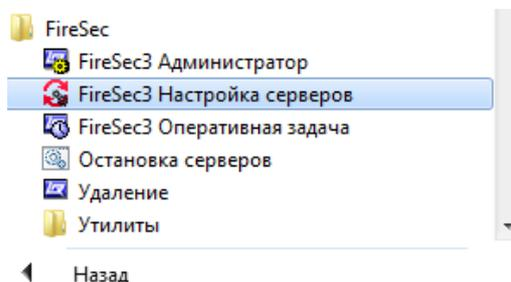 FireSec
FireSec3 Администратор
FireSec3 Настройка серверов
FireSec3 Оперативная задача
Остановка серверов
Удаление
Утилиты
Назад